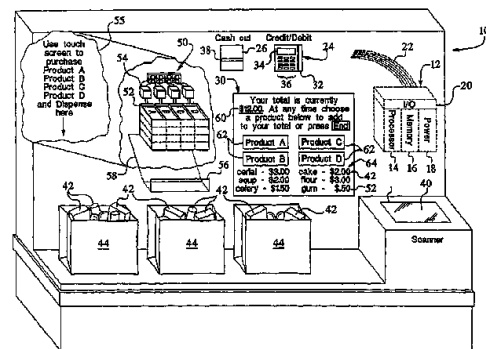 55
Use touch
screen to
purchase
Product A
Product B
Product C
Product D
and Dispense
here
50
54
52
58
56
Cash out
38
26
Credit/Debit
34
24
32
36
30
Your total is currently
$12.00. At any time choose
a product below to add
to your total or press End
60
62
Product A
Product C
62
Product B
Product D
64
cerial - $3.00 cake - $2.00
42
soup - $2.00 flour - $3.00
celery - $1.50 gum - $.50
52
10
22
12
20
I/O
Processor
Memory
Power
14
16
18
40
Scanner
42
42
42
42
44
44
44